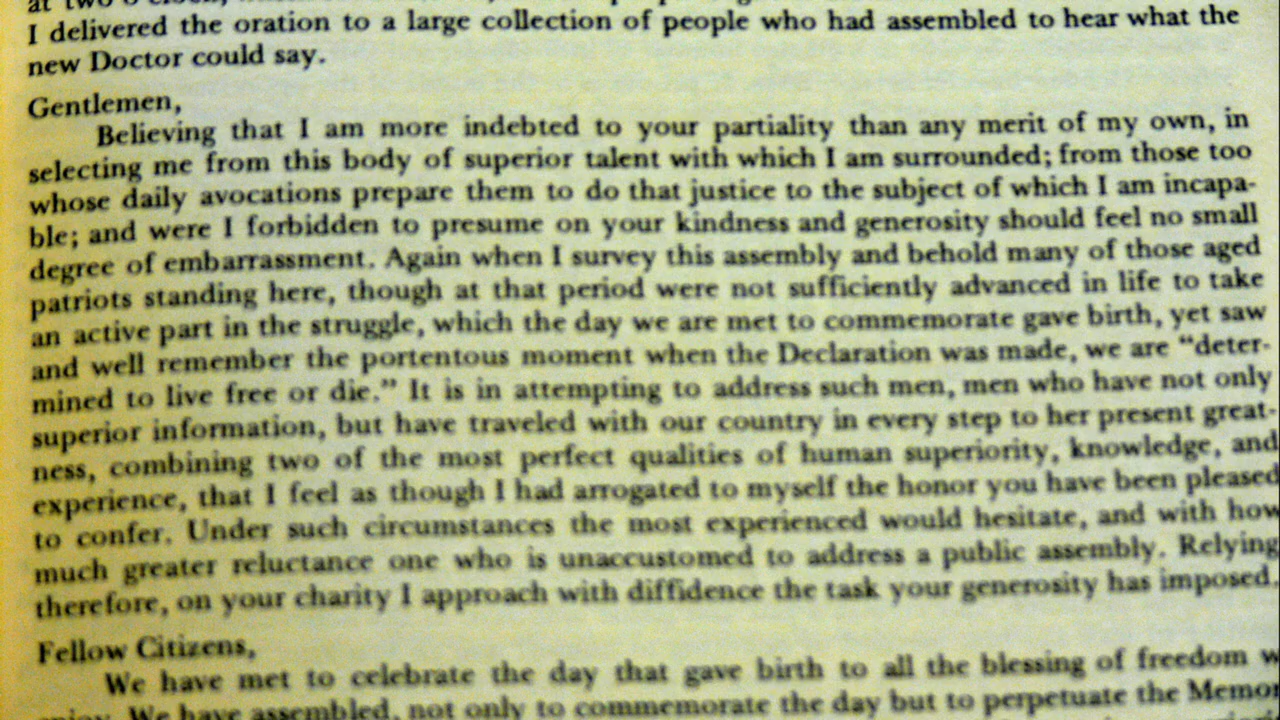 at two o'clock,
I delivered the oration to a large collection of people who had assembled to hear what the
new Doctor could say.
Gentlemen,
Believing that I am more indebted to your partiality than any merit of my own, in
selecting me from this body of superior talent with which I am surrounded; from those too
whose daily avocations prepare them to do that justice to the subject of which I am incapa-
ble; and were I forbidden to presume on your kindness and generosity should feel no small
degree of embarrassment. Again when I survey this assembly and behold many of those aged
patriots standing here, though at that period were not sufficiently advanced in life to take
an active part in the struggle, which the day we are met to commemorate gave birth, yet saw
and well remember the portentous moment when the Declaration was made, we are “deter-
mined to live free or die.” It is in attempting to address such men, men who have not only
superior information, but have traveled with our country in every step to her present great-
ness, combining two of the most perfect qualities of human superiority, knowledge, and
experience, that I feel as though I had arrogated to myself the honor you have been pleased
to confer. Under such circumstances the most experienced would hesitate, and with how
much greater reluctance one who is unaccustomed to address a public assembly. Relying
therefore, on your charity I approach with diffidence the task your generosity has imposed.
Fellow Citizens,
We have met to celebrate the day that gave birth to all the blessing of freedom w
enjoy. We have assembled, not only to commemorate the day but to perpetuate the Memor